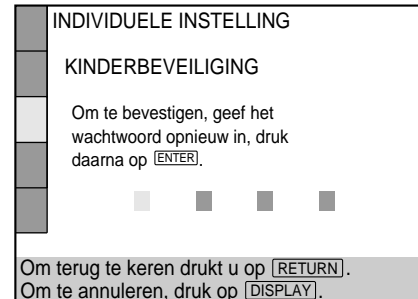 INDIVIDUELE INSTELLING
KINDERBEVEILIGING
Om te bevestigen, geef het
wachtwoord opnieuw in, druk
daarna op ENTER.
Om terug te keren drukt u op RETURN.
Om te annuleren, druk op DISPLAY.